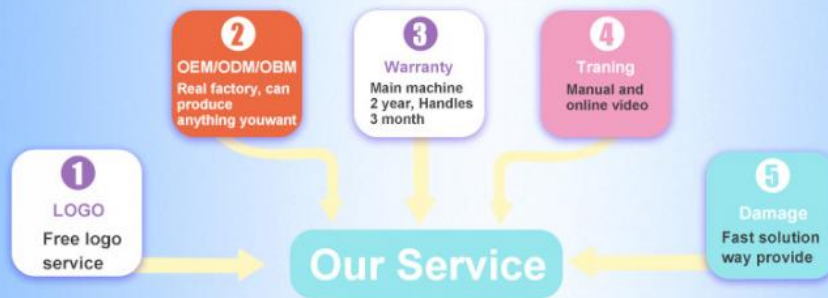 1
LOGO
Free logo
service
2
OEM/ODM/OBM
Real factory, can
produce
anything youwant
3
Warranty
Main machine
2 year, Handles
3 month
4
Traning
Manual and
online video
5
Damage
Fast solution
way provide
Our Service